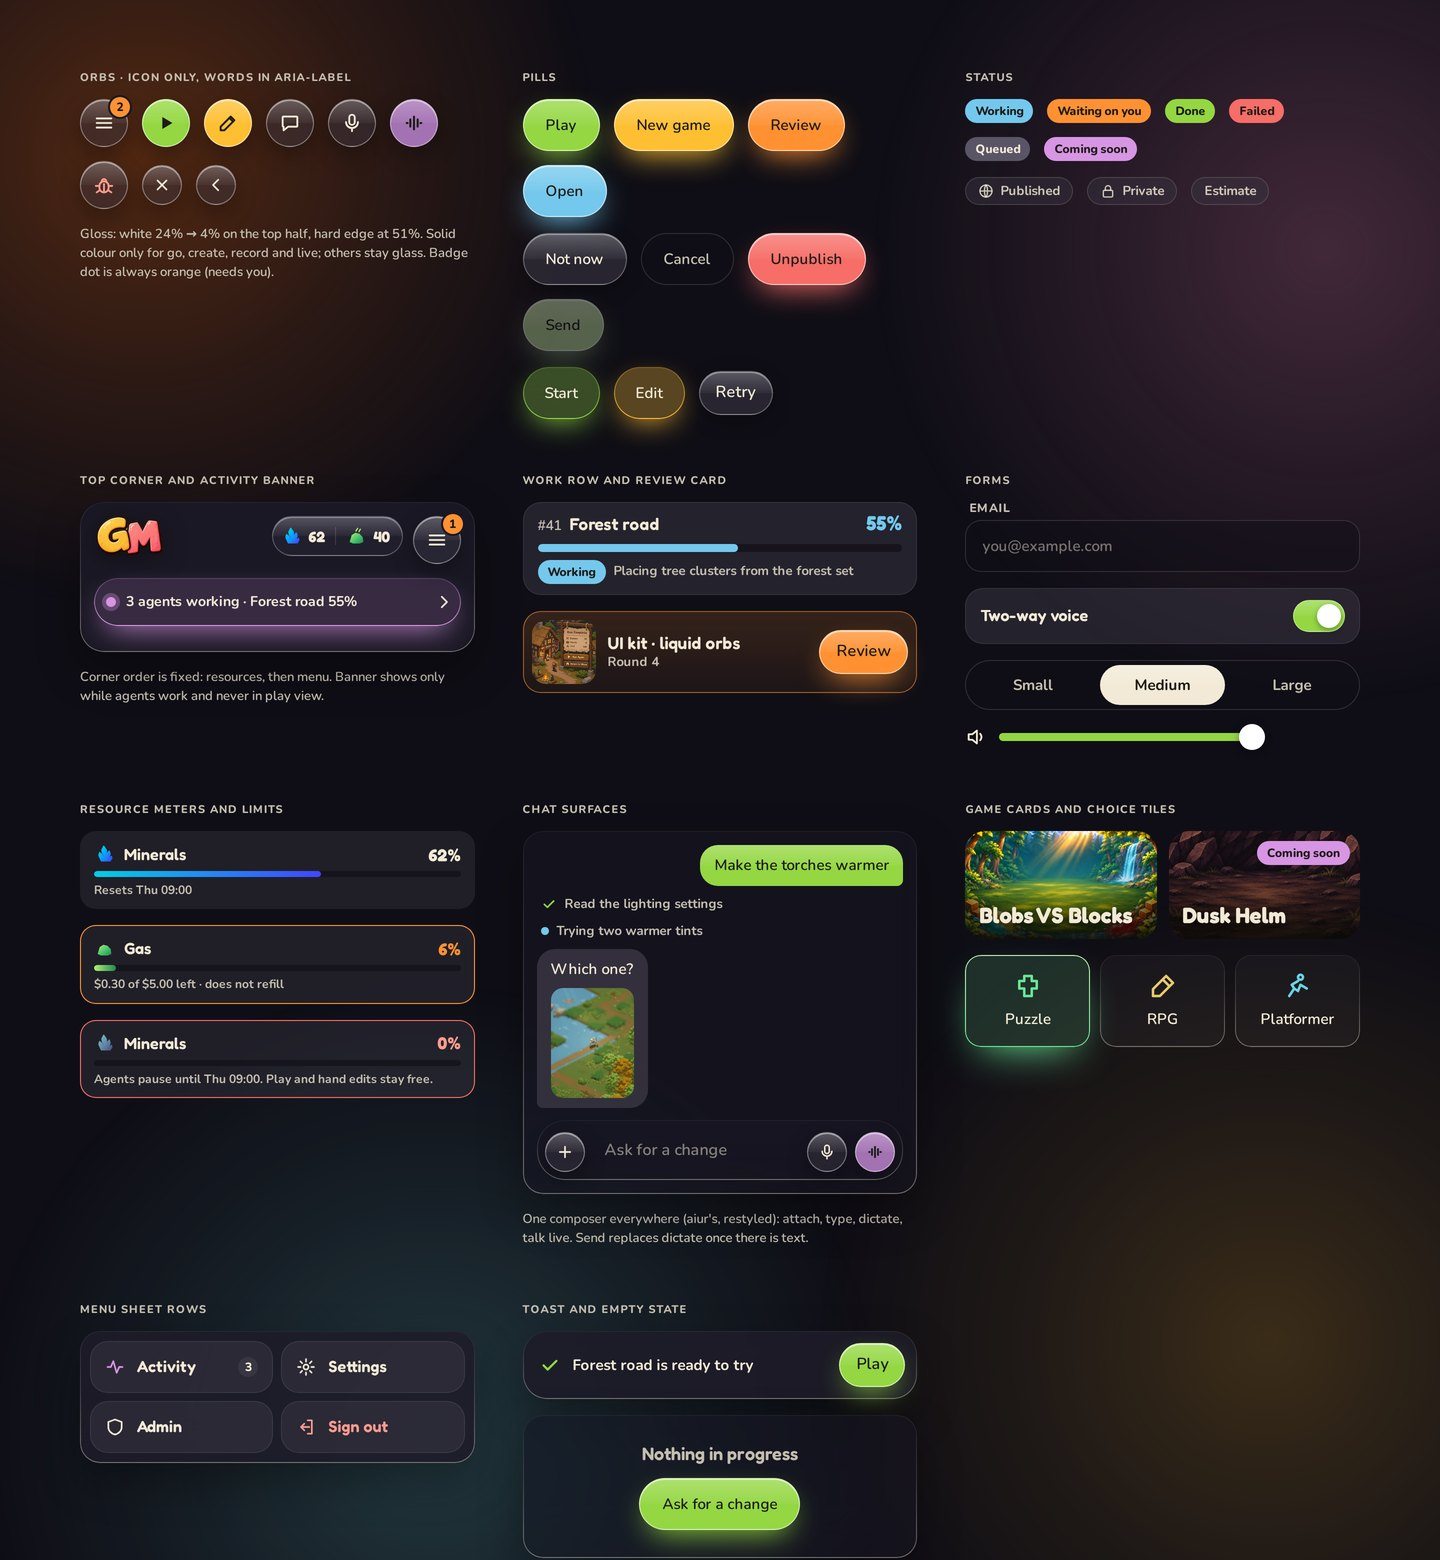 ORBS · ICON ONLY, WORDS IN ARIA-LABEL
2
Gloss: white 24% → 4% on the top half, hard edge at 51%. Solid
colour only for go, create, record and live; others stay glass. Badge
dot is always orange (needs you).
PILLS
Play
New game
Review
Open
Not now
Cancel
Unpublish
Send
Start
Edit
Retry
STATUS
Working
Waiting on you
Done
Failed
Queued
Coming soon
Published
Private
Estimate
TOP CORNER AND ACTIVITY BANNER
GM
62
40
1
3 agents working · Forest road 55%
Corner order is fixed: resources, then menu. Banner shows only
while agents work and never in play view.
WORK ROW AND REVIEW CARD
#41 Forest road
55%
Working
Placing tree clusters from the forest set
UI kit · liquid orbs
Round 4
Review
FORMS
EMAIL
you@example.com
Two-way voice
Small
Medium
Large
RESOURCE METERS AND LIMITS
Minerals
62%
Resets Thu 09:00
Gas
6%
$0.30 of $5.00 left · does not refill
Minerals
0%
Agents pause until Thu 09:00. Play and hand edits stay free.
CHAT SURFACES
Make the torches warmer
Read the lighting settings
Trying two warmer tints
Which one?
Ask for a change
One composer everywhere (aiur's, restyled): attach, type, dictate,
talk live. Send replaces dictate once there is text.
GAME CARDS AND CHOICE TILES
Blobs VS Blocks
Coming soon
Dusk Helm
Puzzle
RPG
Platformer
MENU SHEET ROWS
Activity
3
Settings
Admin
Sign out
TOAST AND EMPTY STATE
Forest road is ready to try
Play
Nothing in progress
Ask for a change